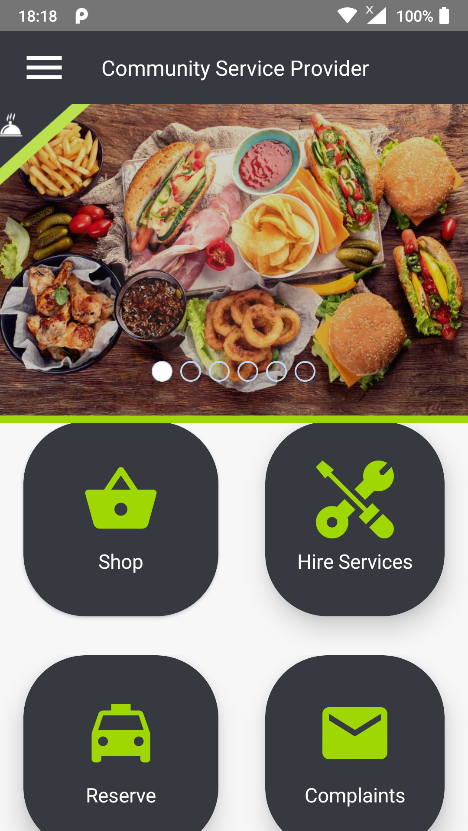 18:18
100%
Community Service Provider
Shop
Hire Services
Reserve
Complaints